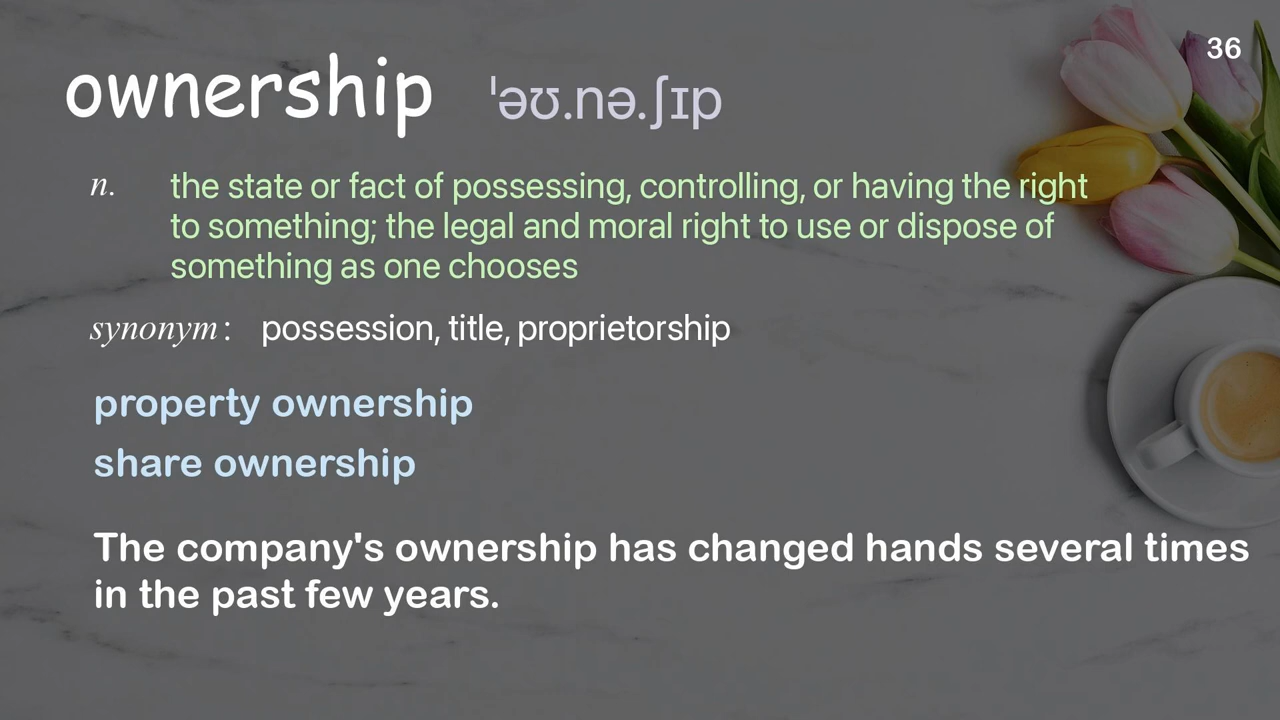 36
ownership ˈəʊ.nə.ʃɪp
n. the state or fact of possessing, controlling, or having the right
to something; the legal and moral right to use or dispose of
something as one chooses
synonym: possession, title, proprietorship
property ownership
share ownership
The company's ownership has changed hands several times
in the past few years.